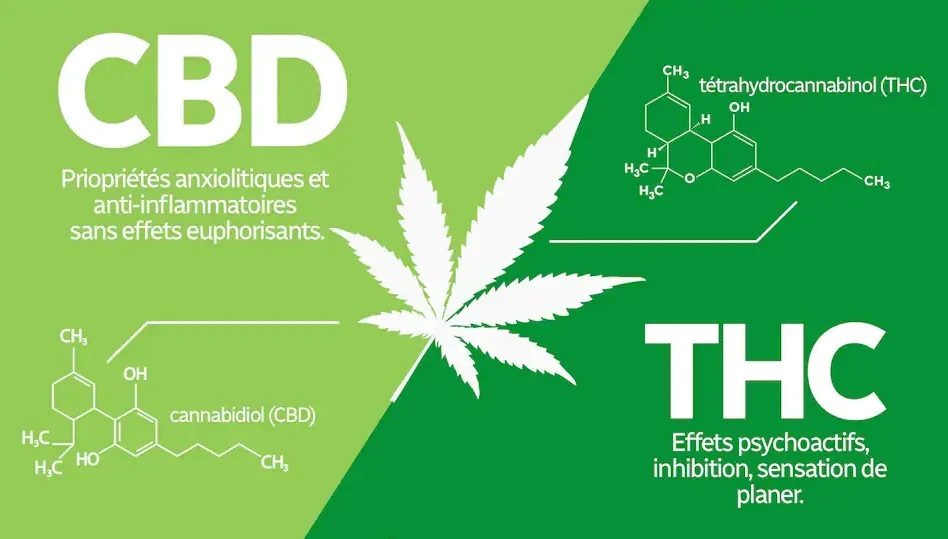 CBD
Priopriétés anxiolitiques et
anti-inflammatoires
sans effets euphorisants.
CH₃
tétrahydrocannabinol (THC)
OH
H
H
H₃C
H₃C
O
CH₃
CH₃
OH
cannabidiol (CBD)
H₃C
H₃C
HO
CH₃
THC
Effets psychoactifs,
inhibition, sensation de
planer.